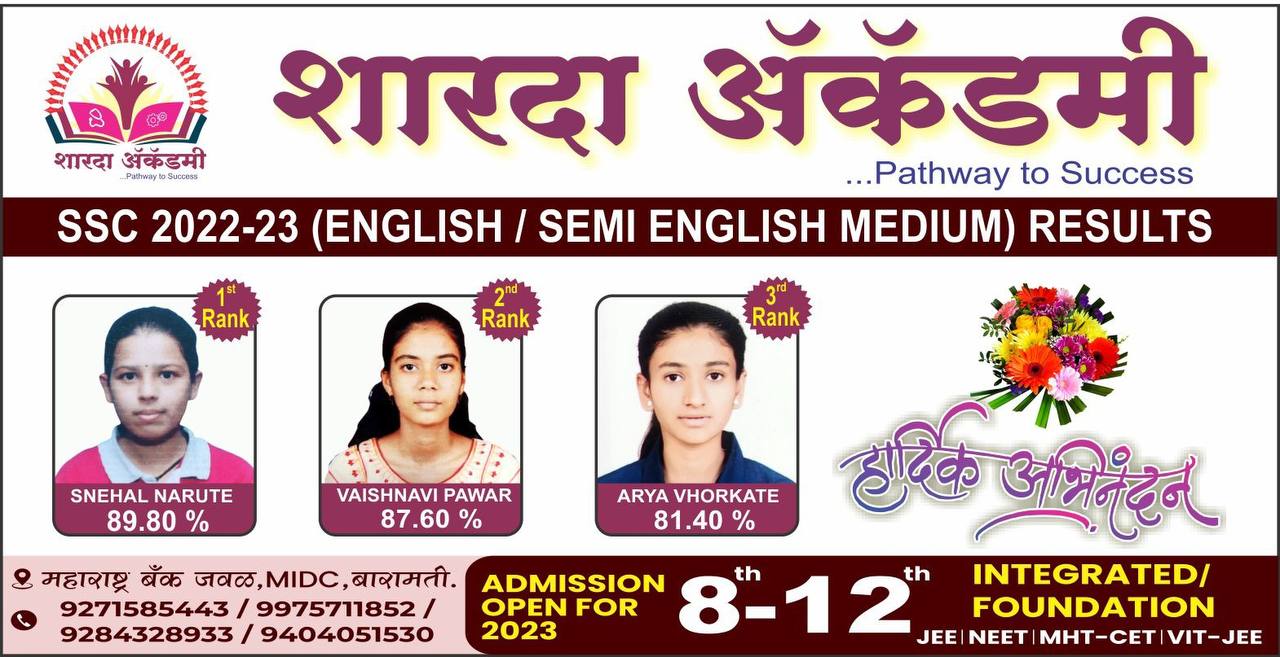 शारदा ॲकॅडमी
...Pathway to Success
शारदा ॲकॅडमी
...Pathway to Success
SSC 2022-23 (ENGLISH / SEMI ENGLISH MEDIUM) RESULTS
1st Rank
SNEHAL NARUTE
89.80 %
2nd Rank
VAISHNAVI PAWAR
87.60 %
3rd Rank
ARYA VHORKATE
81.40 %
हार्दिक अभिनंदन
महाराष्ट्र बँक जवळ,MIDC,बारामती.
9271585443 / 9975711852 /
9284328933 / 9404051530
ADMISSION
OPEN FOR
2023
8th-12th
INTEGRATED/
FOUNDATION
JEE|NEET|MHT-CET|VIT-JEE